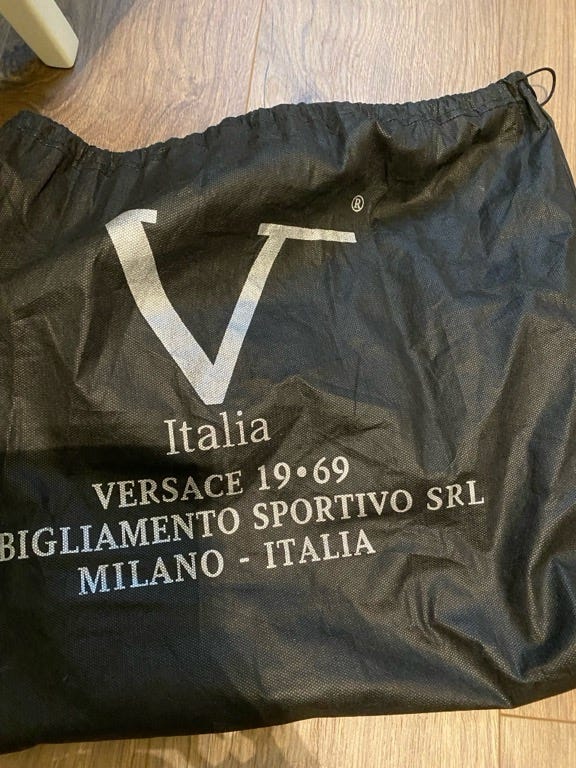 V ®
Italia
VERSACE 19•69
BIGLIAMENTO SPORTIVO SRL
MILANO - ITALIA